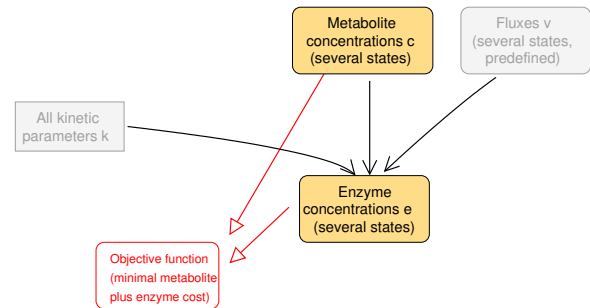 Metabolite
concentrations c
(several states)
Fluxes v
(several states,
predefined)
All kinetic
parameters k
Enzyme
concentrations e
(several states)
Objective function
(minimal metabolite
plus enzyme cost)